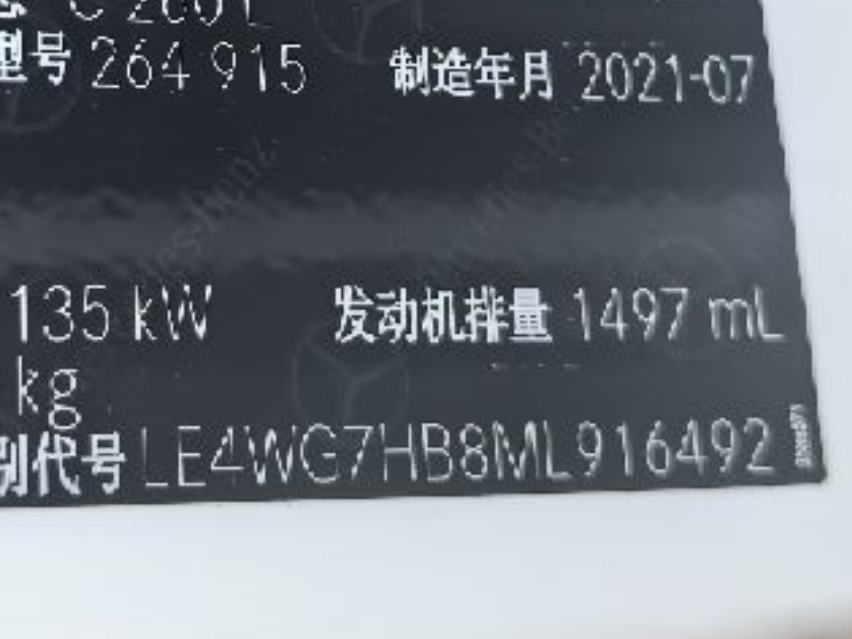 C 260 L
型号 264 915 制造年月 2021-07
135 kW 发动机排量 1497 mL
kg
别代号 LE4WG7HB8ML916492